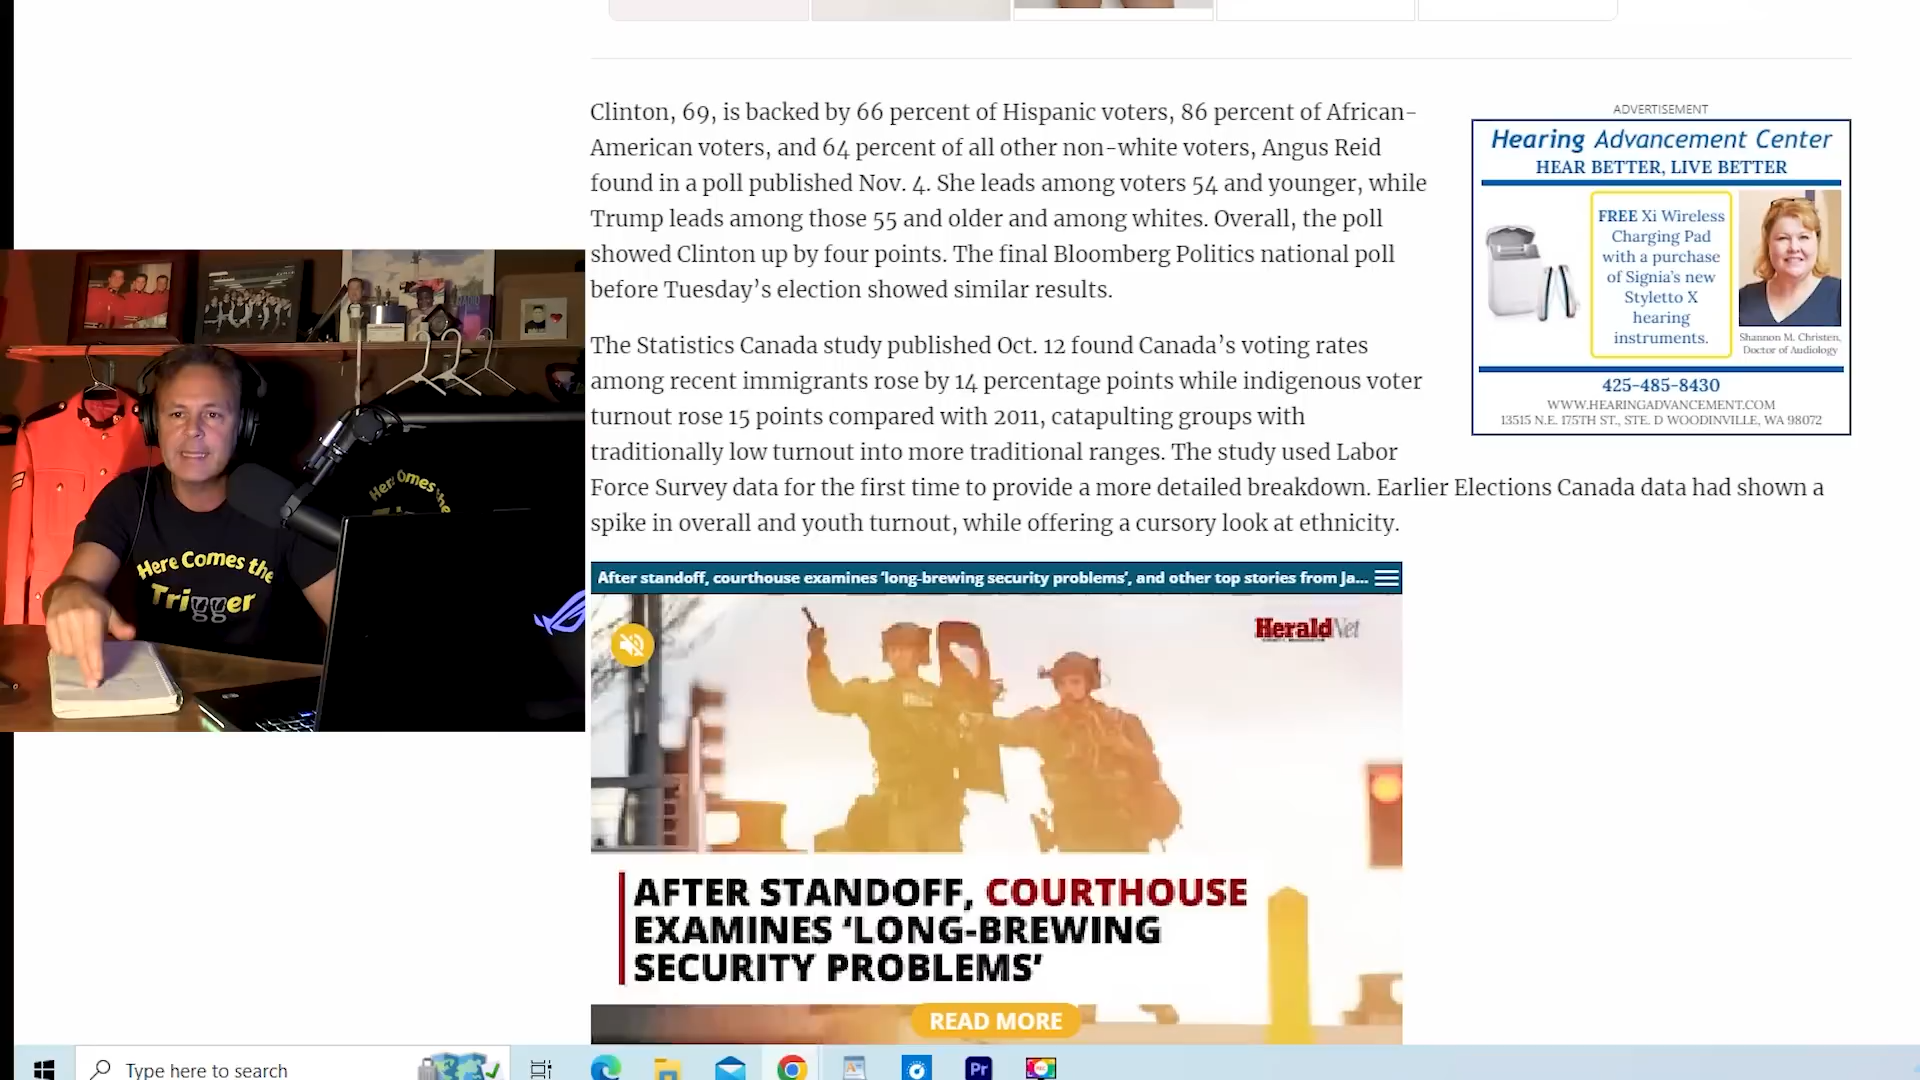 Clinton, 69, is backed by 66 percent of Hispanic voters, 86 percent of African-
American voters, and 64 percent of all other non-white voters, Angus Reid
found in a poll published Nov. 4. She leads among voters 54 and younger, while
Trump leads among those 55 and older and among whites. Overall, the poll
showed Clinton up by four points. The final Bloomberg Politics national poll
before Tuesday’s election showed similar results.
The Statistics Canada study published Oct. 12 found Canada’s voting rates
among recent immigrants rose by 14 percentage points while indigenous voter
turnout rose 15 points compared with 2011, catapulting groups with
traditionally low turnout into more traditional ranges. The study used Labor
Force Survey data for the first time to provide a more detailed breakdown. Earlier Elections Canada data had shown a
spike in overall and youth turnout, while offering a cursory look at ethnicity.
ADVERTISEMENT
Hearing Advancement Center
HEAR BETTER, LIVE BETTER
FREE Xi Wireless
Charging Pad
with a purchase
of Signia’s new
Styletto X
hearing
instruments.
Shannon M. Christen,
Doctor of Audiology
425-485-8430
WWW.HEARINGADVANCEMENT.COM
13515 N.E. 175TH ST., STE. D WOODINVILLE, WA 98072
Here Comes the
Trigger
After standoff, courthouse examines ‘long-brewing security problems’, and other top stories from Ja...
HeraldNet
AFTER STANDOFF, COURTHOUSE
EXAMINES ‘LONG-BREWING
SECURITY PROBLEMS’
READ MORE
Type here to search
Pr